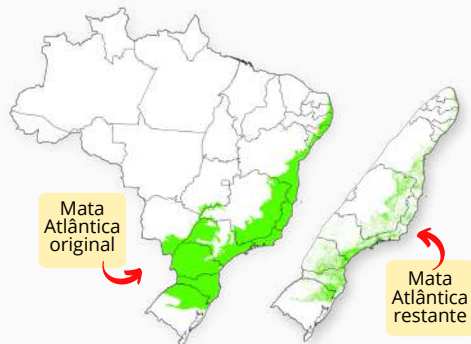 Mata
Atlântica
original
Mata
Atlântica
restante